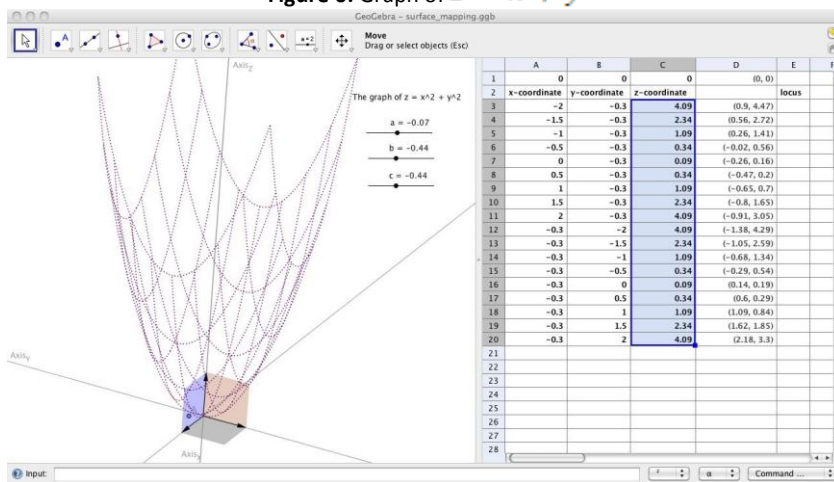 GeoGebra – surface_mapping.ggb
Move
Drag or select objects (Esc)
Axis_Z
The graph of z = x^2 + y^2
a = -0.07
b = -0.44
c = -0.44
Axis_Y
A B C D E
1 0 0 0 (0, 0)
2 x-coordinate y-coordinate z-coordinate locus
3 -2 -0.3 4.09 (0.9, 4.47)
4 -1.5 -0.3 2.34 (0.56, 2.72)
5 -1 -0.3 1.09 (0.26, 1.41)
6 -0.5 -0.3 0.34 (-0.02, 0.56)
7 0 -0.3 0.09 (-0.26, 0.16)
8 0.5 -0.3 0.34 (-0.47, 0.2)
9 1 -0.3 1.09 (-0.65, 0.7)
10 1.5 -0.3 2.34 (-0.8, 1.65)
11 2 -0.3 4.09 (-0.91, 3.05)
12 -0.3 -2 4.09 (-1.38, 4.29)
13 -0.3 -1.5 2.34 (-1.05, 2.59)
14 -0.3 -1 1.09 (-0.68, 1.34)
15 -0.3 -0.5 0.34 (-0.29, 0.54)
16 -0.3 0 0.09 (0.14, 0.19)
17 -0.3 0.5 0.34 (0.6, 0.29)
18 -0.3 1 1.09 (1.09, 0.84)
19 -0.3 1.5 2.34 (1.62, 1.85)
20 -0.3 2 4.09 (2.18, 3.3)
21
22
23
24
25
26
27
28
Input:
α
Command ...